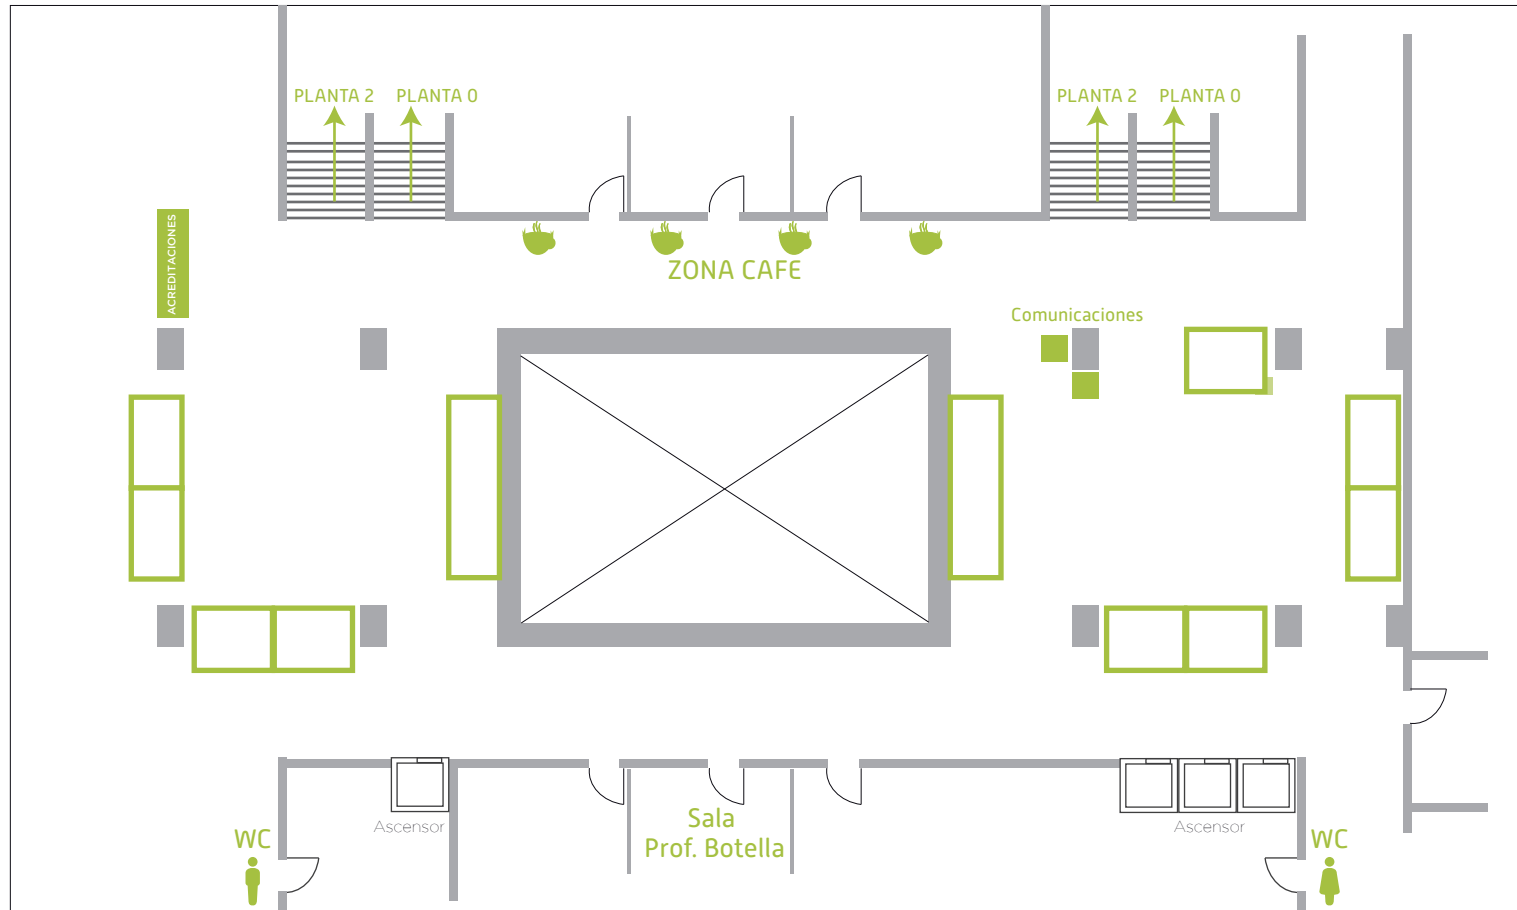 PLANTA 2
PLANTA 0
PLANTA 2
PLANTA 0
ACREDITACIONES
ZONA CAFE
Comunicaciones
Sala
Prof. Botella
Ascensor
Ascensor
WC
WC